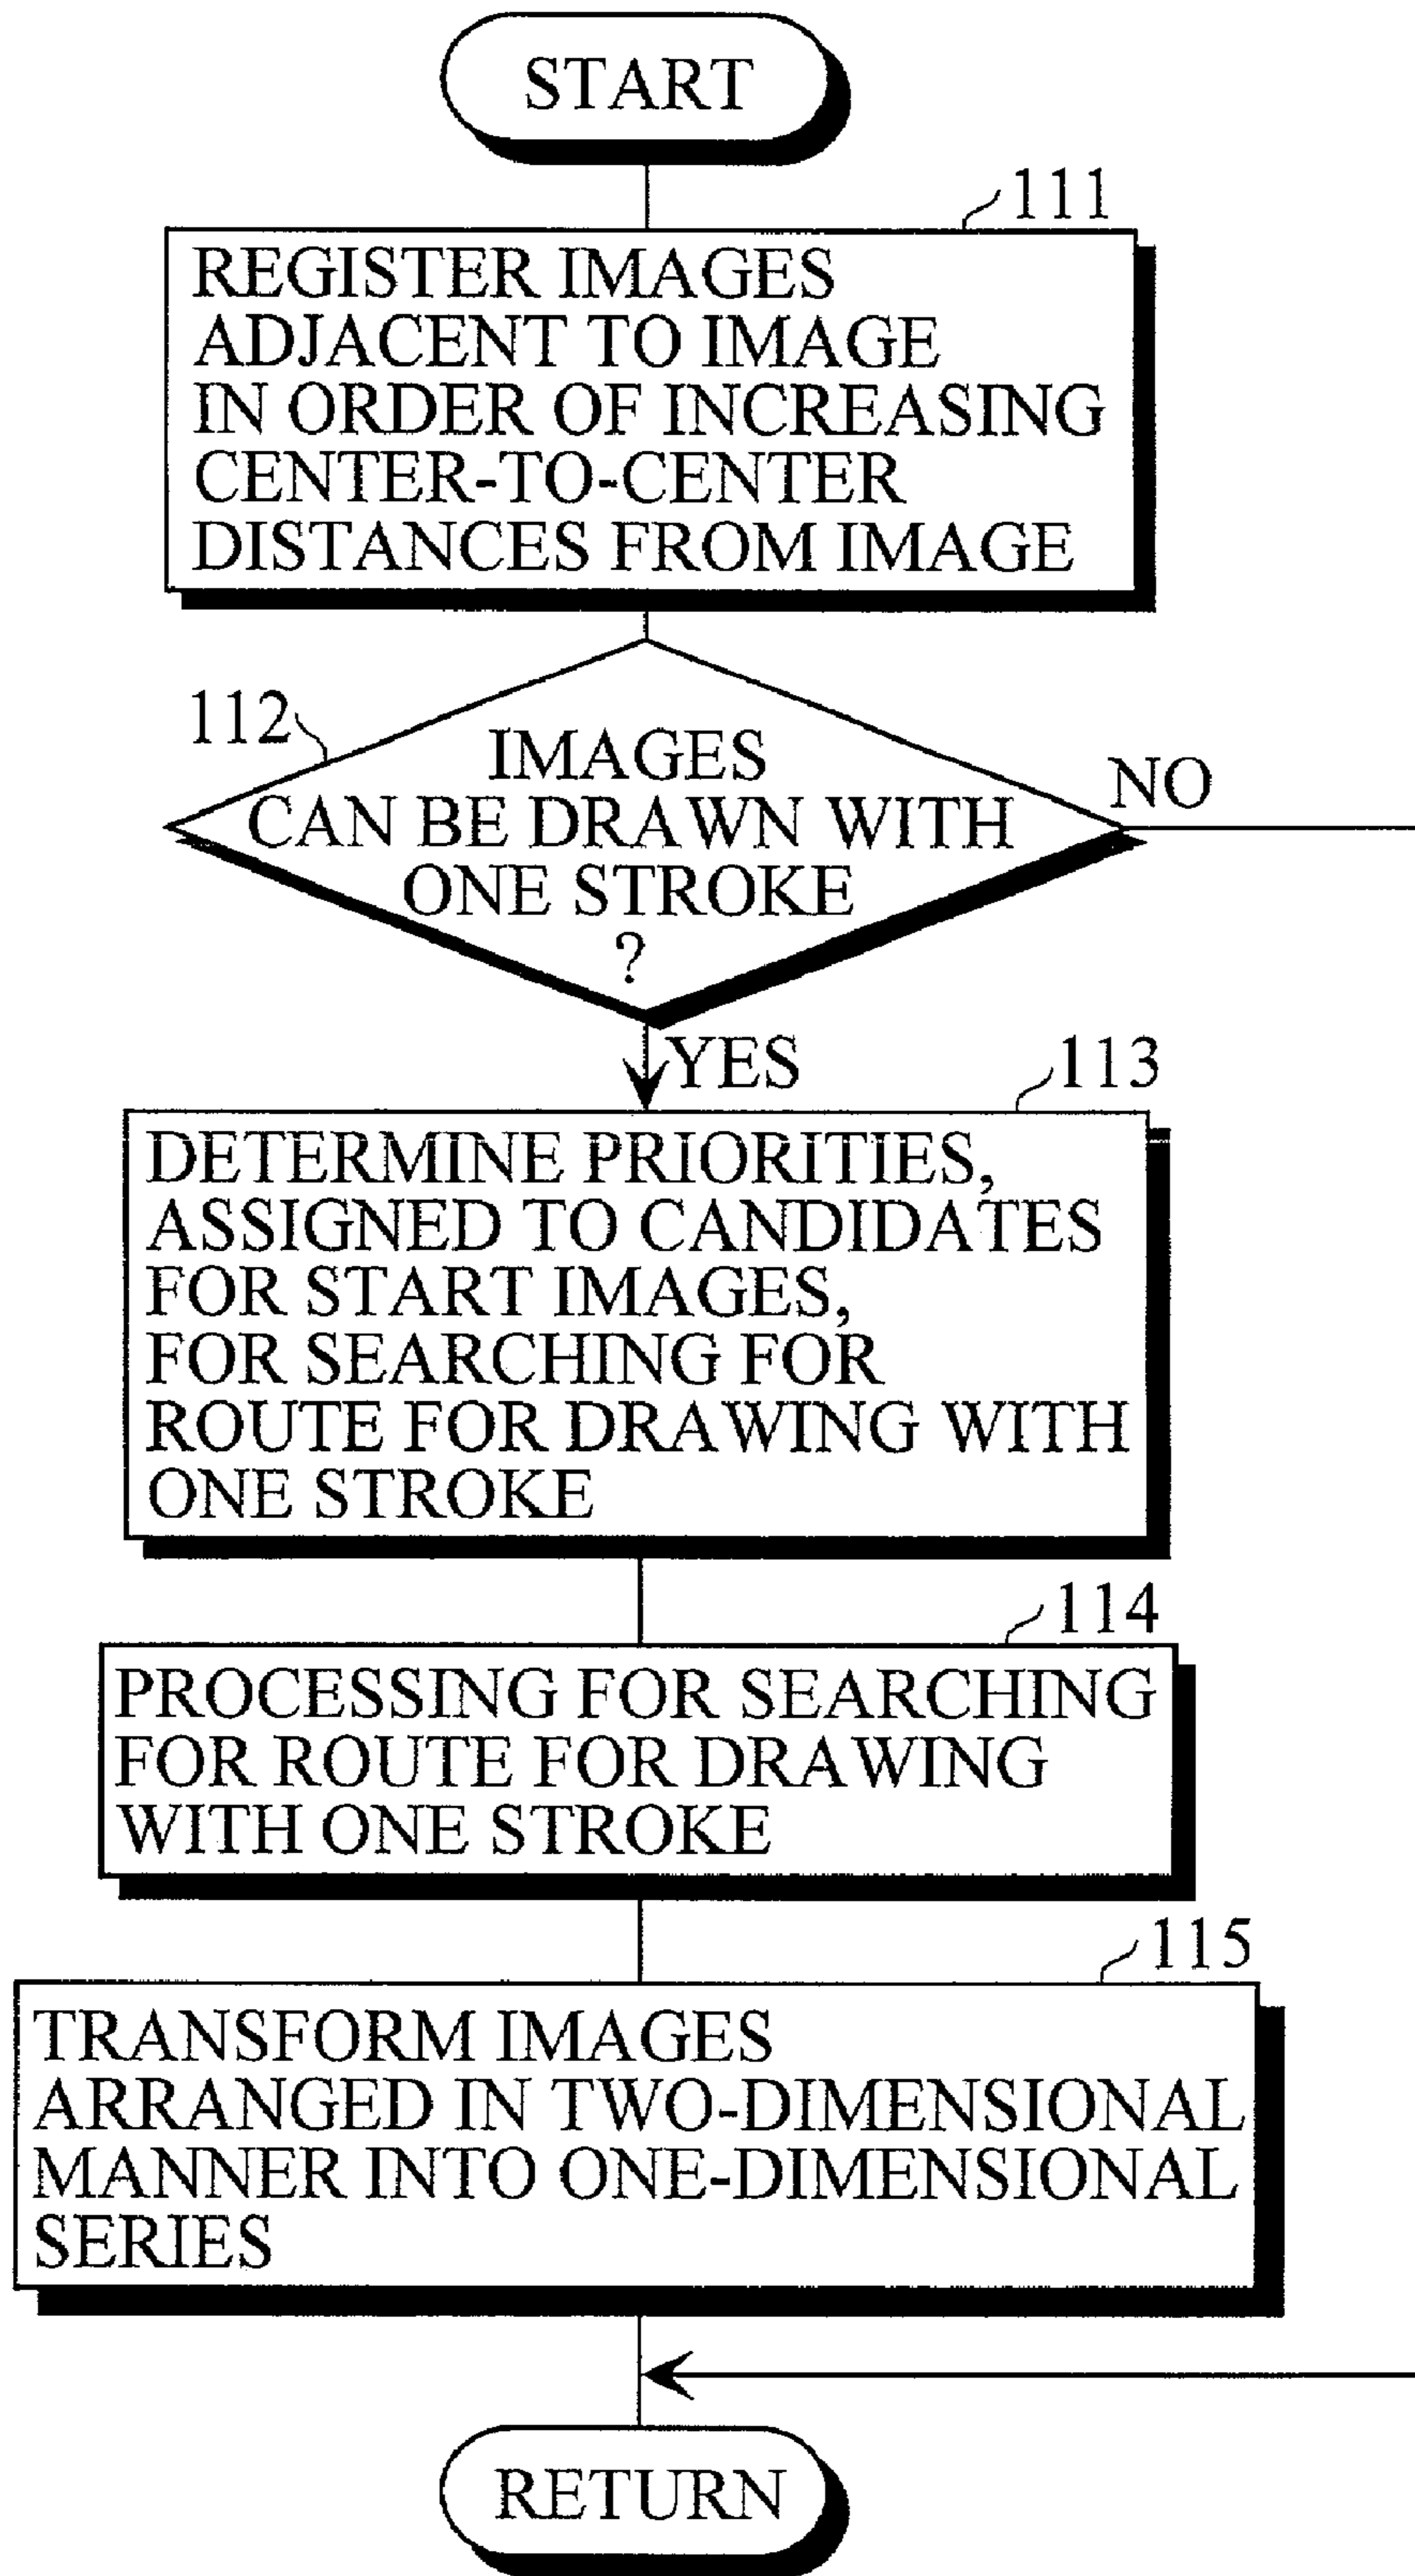 START
111
REGISTER IMAGES
ADJACENT TO IMAGE
IN ORDER OF INCREASING
CENTER-TO-CENTER
DISTANCES FROM IMAGE
112
IMAGES
CAN BE DRAWN WITH
ONE STROKE
?
NO
YES
113
DETERMINE PRIORITIES,
ASSIGNED TO CANDIDATES
FOR START IMAGES,
FOR SEARCHING FOR
ROUTE FOR DRAWING WITH
ONE STROKE
114
PROCESSING FOR SEARCHING
FOR ROUTE FOR DRAWING
WITH ONE STROKE
115
TRANSFORM IMAGES
ARRANGED IN TWO-DIMENSIONAL
MANNER INTO ONE-DIMENSIONAL
SERIES
RETURN